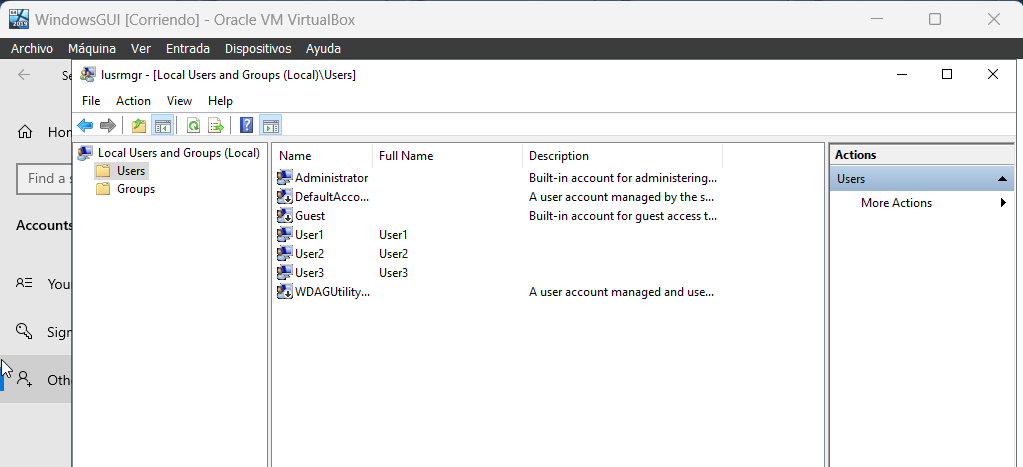 WindowsGUI [Corriendo] - Oracle VM VirtualBox
Archivo Máquina Ver Entrada Dispositivos Ayuda
lusrmgr - [Local Users and Groups (Local)\Users]
File Action View Help
Hor
Find a s
Accounts
You
Sign
Othe
Local Users and Groups (Local)
Users
Groups
Name Full Name Description
Administrator Built-in account for administering...
DefaultAcco... A user account managed by the s...
Guest Built-in account for guest access t...
User1 User1
User2 User2
User3 User3
WDAGUtility... A user account managed and use...
Actions
Users
More Actions